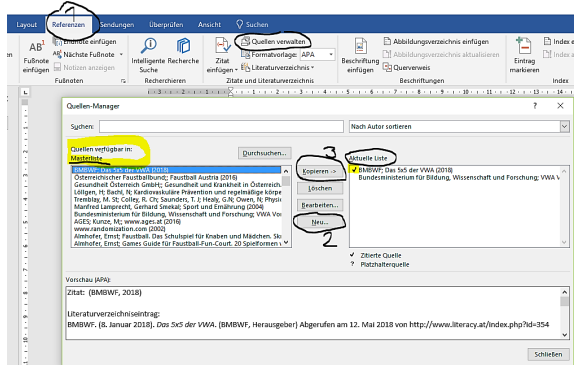 Layout Referenzen Sendungen Überprüfen Ansicht Suchen
1
AB¹ Endnote einfügen
Nächste Fußnote
Notizen anzeigen
Fußnote einfügen
Fußnoten
Intelligente Suche
Recherche
Recherchieren
Zitat einfügen
Quellen verwalten
Formatvorlage: APA
Literaturverzeichnis
Zitate und Literaturverzeichnis
Beschriftung einfügen
Abbildungsverzeichnis einfügen
Abbildungsverzeichnis aktualisieren
Querverweis
Beschriftungen
Eintrag markieren
Index
Index
Quellen-Manager ? ×
Suchen: Nach Autor sortieren
Quellen verfügbar in:
Masterliste
Durchsuchen...
3
Aktuelle Liste
BMBWF; Das 5x5 der VWA (2018)
Österreichischer Faustballbund; Faustball Austria (2016)
Gesundheit Österreich GmbH; Gesundheit und Krankheit in Österreich
Löllgen, H; Bachl, N; Kardiovaskuläre Prävention und regelmäßige körpe
Tremblay, M. St; Colley, R. Ch; Saunders, T. J; Healy, G.N; Owen, N; Physio
Manfred Lamprecht, Gerhard Smekal; Sport und Ernährung (2004)
Bundesministerium für Bildung, Wissenschaft und Forschung; VWA Vor
AGES; Kunze, M; www.ages.at (2016)
www.randomization.com (2002)
Almhofer, Ernst; Faustball. Das Schulspiel für Knaben und Mädchen. Ski
Almhofer, Ernst; Games Guide für Faustball-Fun-Court. 20 Spielformen v
Kopieren ->
Löschen
Bearbeiten...
Neu...
2
✓ BMBWF; Das 5x5 der VWA (2018)
Bundesministerium für Bildung, Wissenschaft und Forschung; VWA V
✓ Zitierte Quelle
? Platzhalterquelle
Vorschau (APA):
Zitat: (BMBWF, 2018)
Literaturverzeichniseintrag:
BMBWF. (8. Januar 2018). Das 5x5 der VWA. (BMBWF, Herausgeber) Abgerufen am 12. Mai 2018 von http://www.literacy.at/index.php?id=354
Schließen